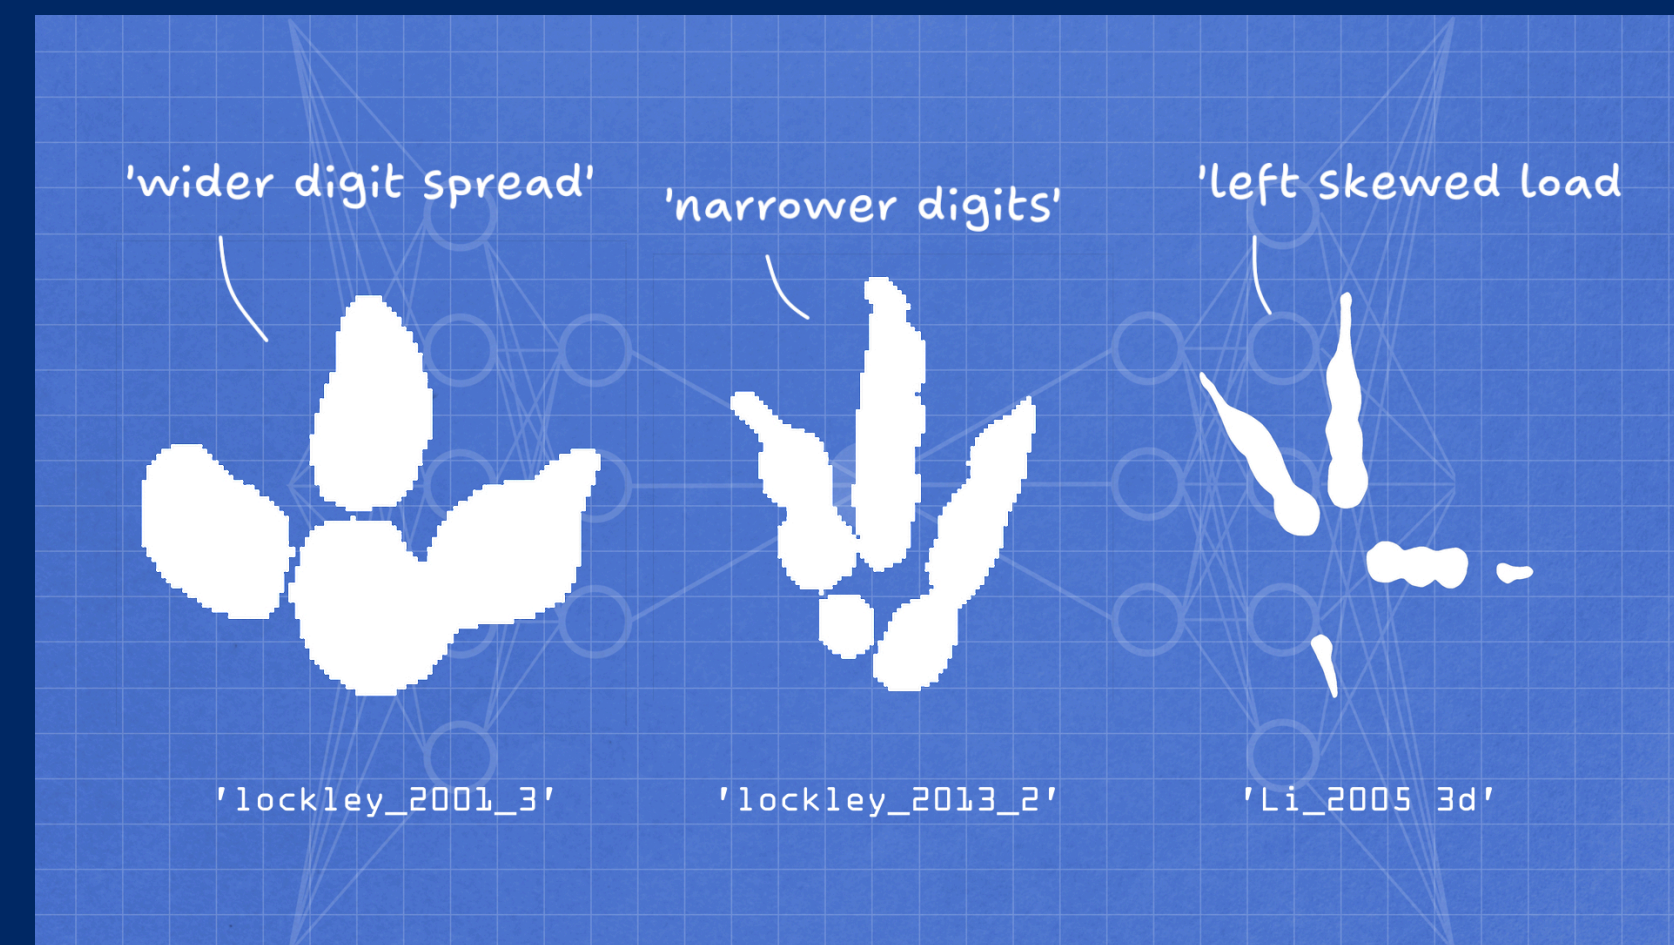 'wider digit spread'
'narrower digits'
'left skewed load
'lockley_2001_3'
'lockley_2013_2'
'Li_2005 3d'